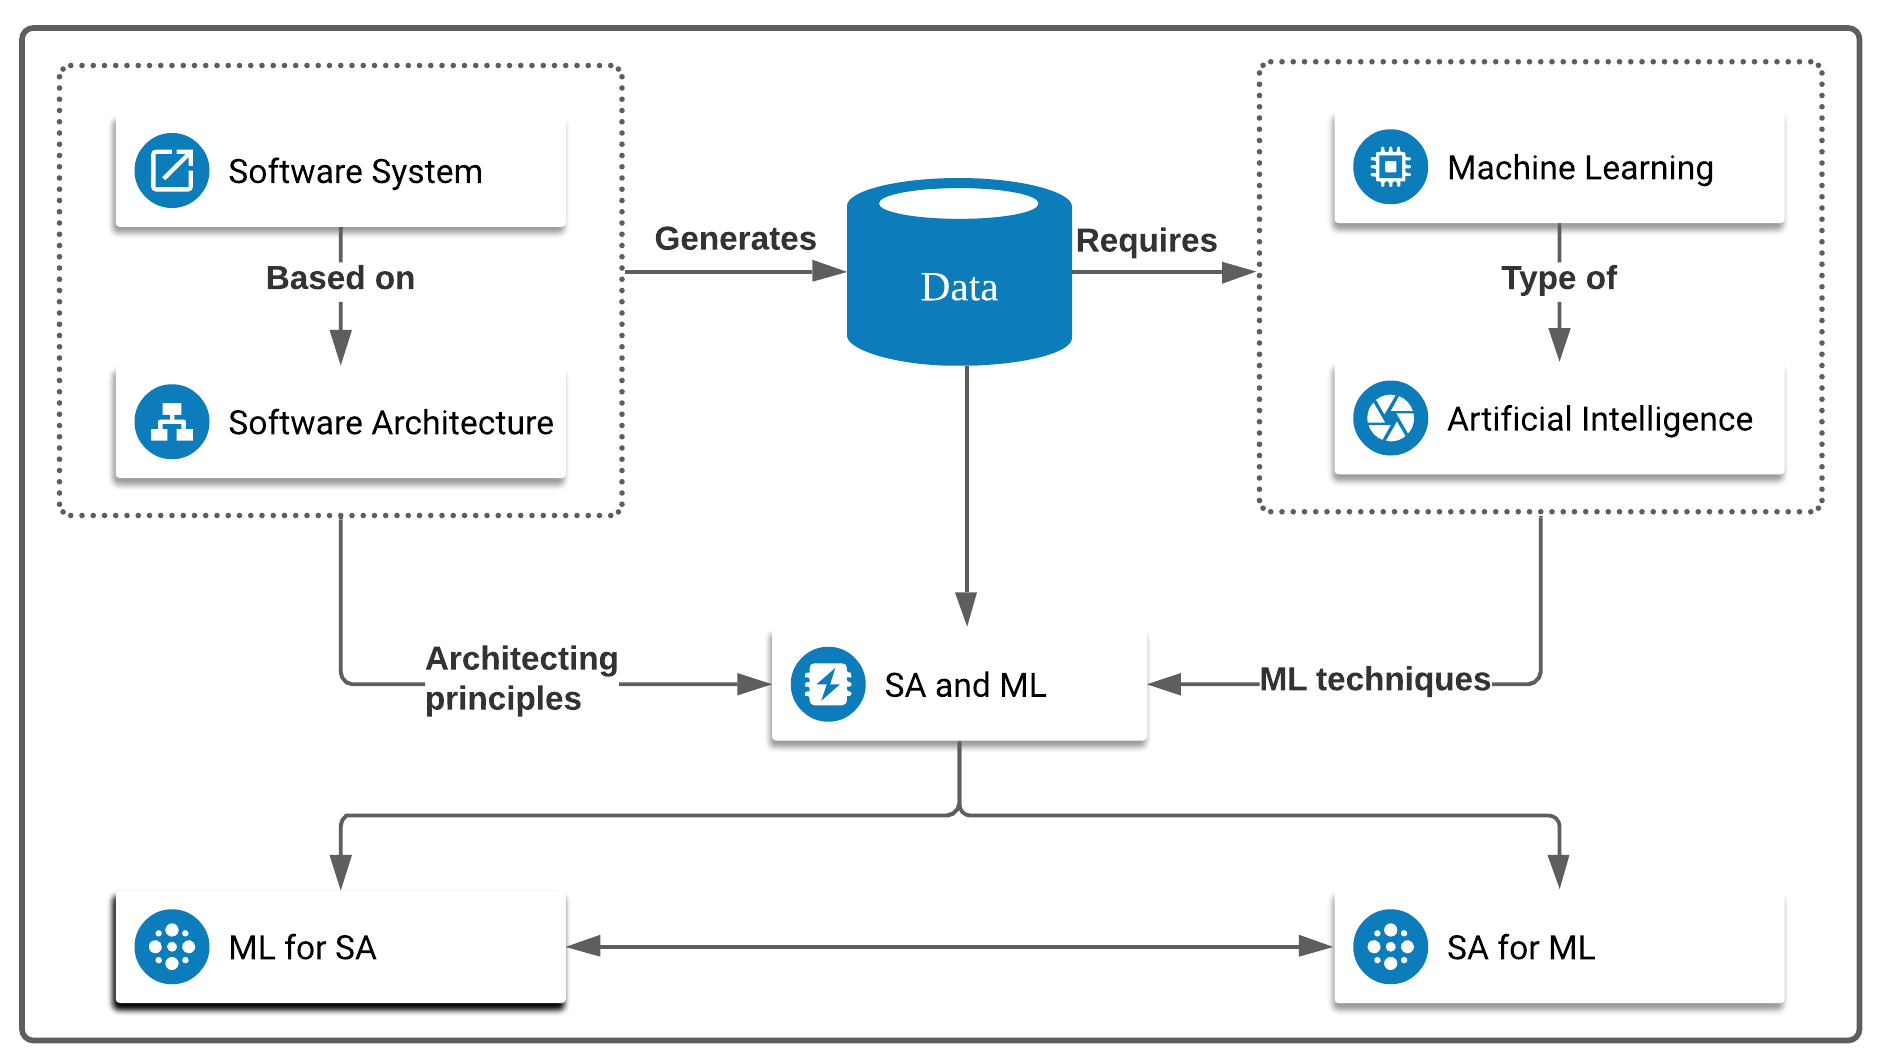 Software System
Based on
Software Architecture
Generates
Data
Requires
Machine Learning
Type of
Artificial Intelligence
Architecting
principles
SA and ML
ML techniques
ML for SA
SA for ML